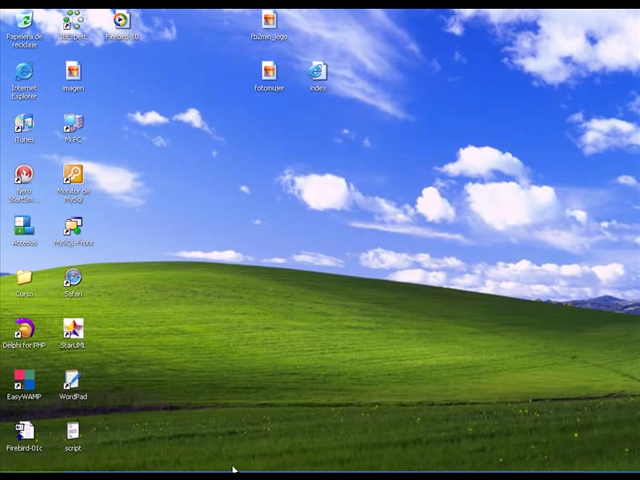 Papelera de
reciclaje
IBExpert
Firebird-10
fb2min_logo
Internet
Explorer
imagen
fotomujer
index
iTunes
Mi PC
Nero
StartSm...
Monitor de
MySql
Accesos
MySQL-Front
Curso
Safari
Delphi for PHP
StarUML
EasyWAMP
WordPad
Firebird-01c
script